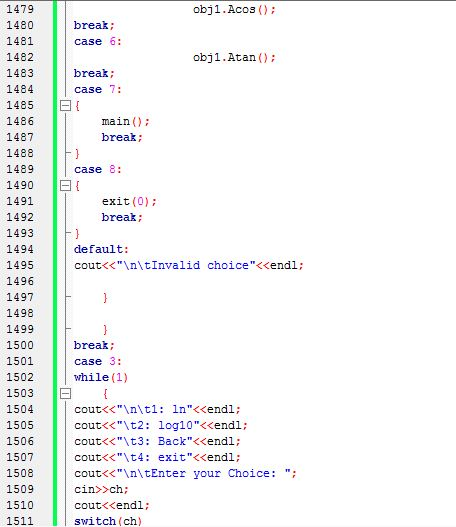 1479 obj1.Acos();
1480 break;
1481 case 6:
1482 obj1.Atan();
1483 break;
1484 case 7:
1485 {
1486 main();
1487 break;
1488 }
1489 case 8:
1490 {
1491 exit(0);
1492 break;
1493 }
1494 default:
1495 cout<<"\n\tInvalid choice"<<endl;
1496
1497 }
1498
1499 }
1500 break;
1501 case 3:
1502 while(1)
1503 {
1504 cout<<"\n\t1: ln"<<endl;
1505 cout<<"\t2: log10"<<endl;
1506 cout<<"\t3: Back"<<endl;
1507 cout<<"\t4: exit"<<endl;
1508 cout<<"\n\tEnter your Choice: ";
1509 cin>>ch;
1510 cout<<endl;
1511 switch(ch)